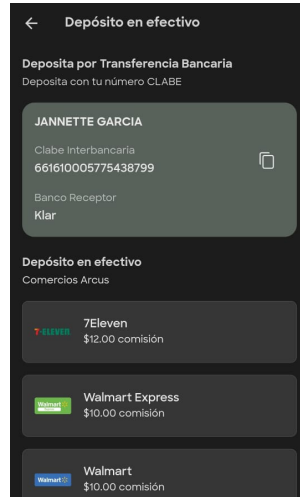 Depósito en efectivo
Deposita por Transferencia Bancaria
Deposita con tu número CLABE
JANNETTE GARCIA
Clabe Interbancaria
661610005775438799
Banco Receptor
Klar
Depósito en efectivo
Comercios Arcus
7-ELEVEN
7Eleven
$12.00 comisión
Walmart
Walmart Express
$10.00 comisión
Walmart
Walmart
$10.00 comisión